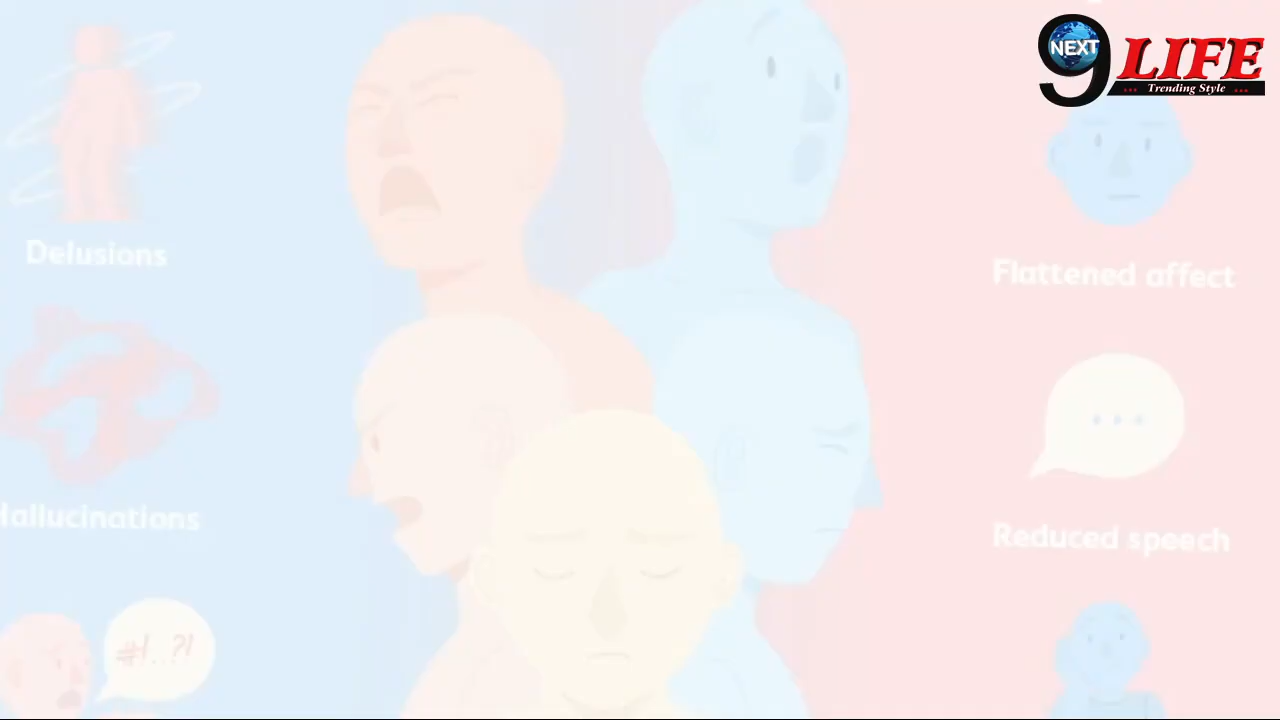 NEXT
9 LIFE
... Trending Style ...
Delusions
Flattened affect
Hallucinations
Reduced speech
#!..?!